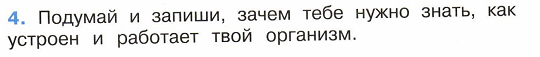 4. Подумай и запиши, зачем тебе нужно знать, как
устроен и работает твой организм.